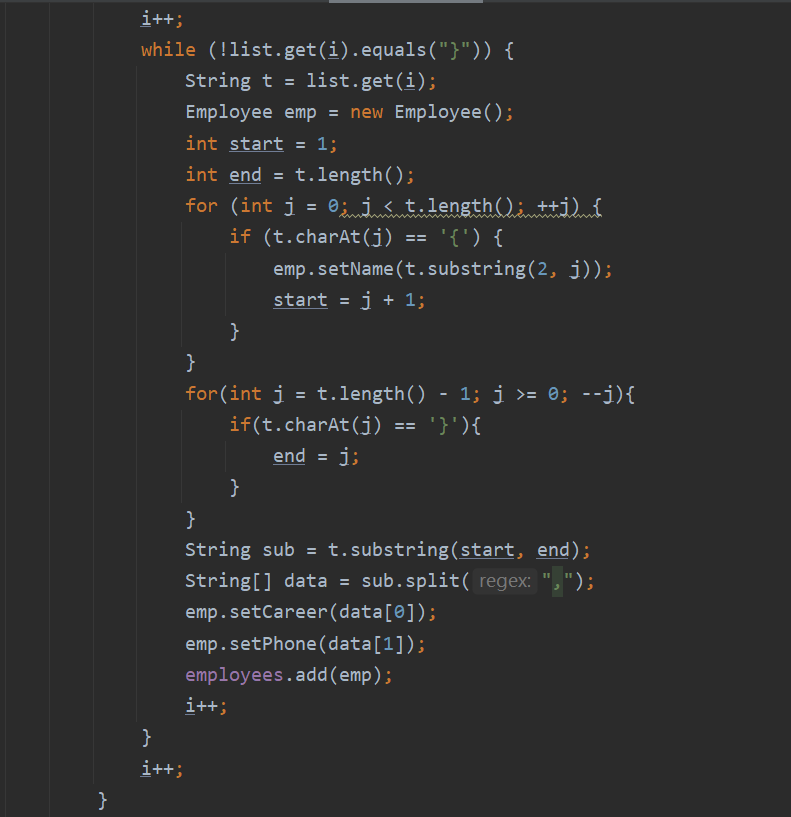 i++;
while (!list.get(i).equals("}")) {
String t = list.get(i);
Employee emp = new Employee();
int start = 1;
int end = t.length();
for (int j = 0; j < t.length(); ++j) {
if (t.charAt(j) == '{') {
emp.setName(t.substring(2, j));
start = j + 1;
}
}
for(int j = t.length() - 1; j >= 0; --j){
if(t.charAt(j) == '}'){
end = j;
}
}
String sub = t.substring(start, end);
String[] data = sub.split( regex: ",");
emp.setCareer(data[0]);
emp.setPhone(data[1]);
employees.add(emp);
i++;
}
i++;
}